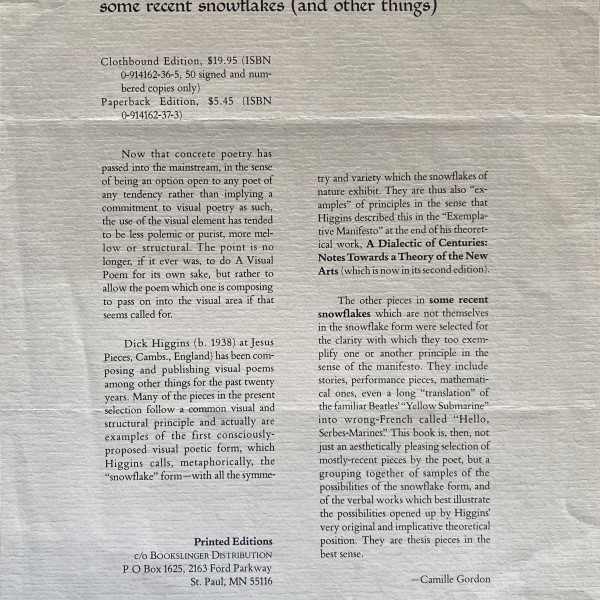 some recent snowflakes (and other things)
Clothbound Edition, $19.95 (ISBN
0-914162-36-5, 50 signed and num-
bered copies only)
Paperback Edition, $5.45 (ISBN
0-914162-37-3)
Now that concrete poetry has
passed into the mainstream, in the sense
of being an option open to any poet of
any tendency rather than implying a
commitment to visual poetry as such,
the use of the visual element has tended
to be less polemic or purist, more mel-
low or structural. The point is no
longer, if it ever was, to do A Visual
Poem for its own sake, but rather to
allow the poem which one is composing
to pass on into the visual area if that
seems called for.
Dick Higgins (b. 1938) at Jesus
Pieces, Cambs., England) has been com-
posing and publishing visual poems
among other things for the past twenty
years. Many of the pieces in the present
selection follow a common visual and
structural principle and actually are
examples of the first consciously-
proposed visual poetic form, which
Higgins calls, metaphorically, the
“snowflake” form—with all the symme-
Printed Editions
c/o BOOKSLINGER DISTRIBUTION
P O Box 1625, 2163 Ford Parkway
St. Paul, MN 55116
try and variety which the snowflakes of
nature exhibit. They are thus also “ex-
amples” of principles in the sense that
Higgins described this in the “Exempla-
tive Manifesto” at the end of his theoret-
ical work, A Dialectic of Centuries:
Notes Towards a Theory of the New
Arts (which is now in its second edition).
The other pieces in some recent
snowflakes which are not themselves
in the snowflake form were selected for
the clarity with which they too exem-
plify one or another principle in the
sense of the manifesto. They include
stories, performance pieces, mathemati-
cal ones, even a long “translation” of
the familiar Beatles’ “Yellow Submarine”
into wrong-French called “Hello,
Serbes-Marines.” This book is, then, not
just an aesthetically pleasing selection of
mostly-recent pieces by the poet, but a
grouping together of samples of the
possibilities of the snowflake form, and
of the verbal works which best illustrate
the possibilities opened up by Higgins’
very original and implicative theoretical
position. They are thesis pieces in the
best sense.
—Camille Gordon